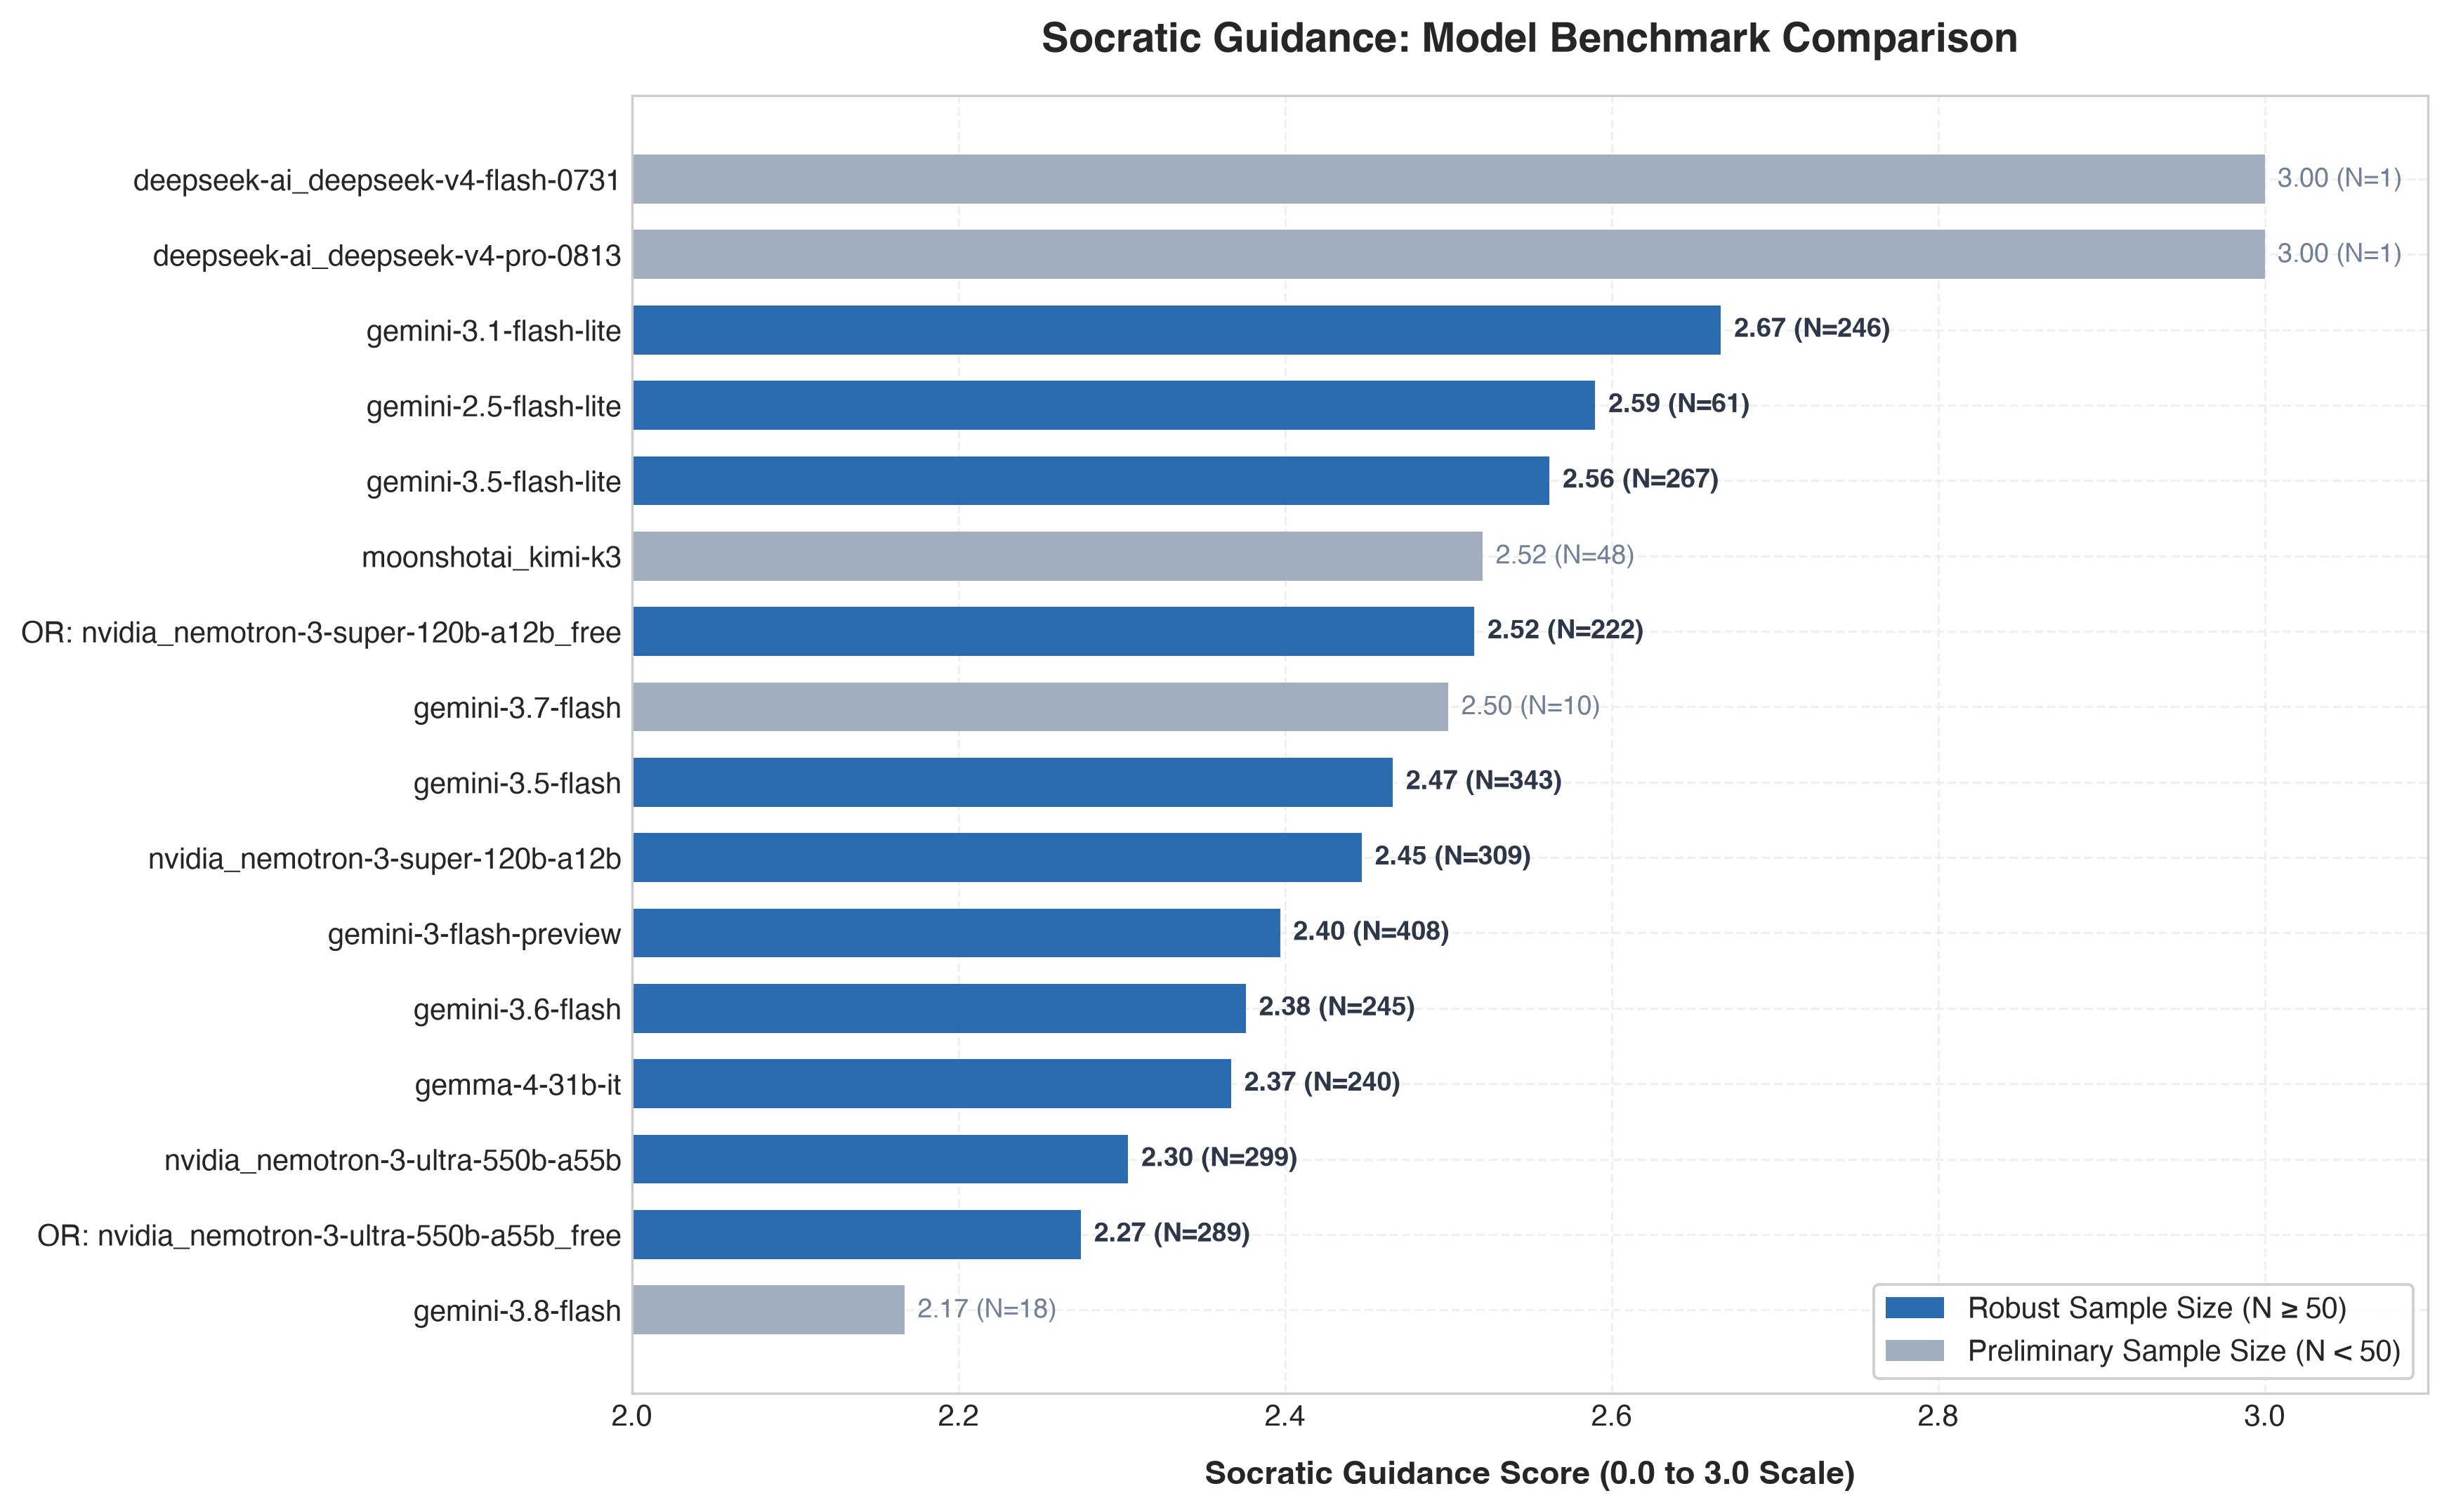 Socratic Guidance: Model Benchmark Comparison
deepseek-ai_deepseek-v4-flash-0731 3.00 (N=1)
deepseek-ai_deepseek-v4-pro-0813 3.00 (N=1)
gemini-3.1-flash-lite 2.67 (N=246)
gemini-2.5-flash-lite 2.59 (N=61)
gemini-3.5-flash-lite 2.56 (N=267)
moonshotai_kimi-k3 2.52 (N=48)
OR: nvidia_nemotron-3-super-120b-a12b_free 2.52 (N=222)
gemini-3.7-flash 2.50 (N=10)
gemini-3.5-flash 2.47 (N=343)
nvidia_nemotron-3-super-120b-a12b 2.45 (N=309)
gemini-3-flash-preview 2.40 (N=408)
gemini-3.6-flash 2.38 (N=245)
gemma-4-31b-it 2.37 (N=240)
nvidia_nemotron-3-ultra-550b-a55b 2.30 (N=299)
OR: nvidia_nemotron-3-ultra-550b-a55b_free 2.27 (N=289)
gemini-3.8-flash 2.17 (N=18)
Robust Sample Size (N ≥ 50)
Preliminary Sample Size (N < 50)
2.0 2.2 2.4 2.6 2.8 3.0
Socratic Guidance Score (0.0 to 3.0 Scale)